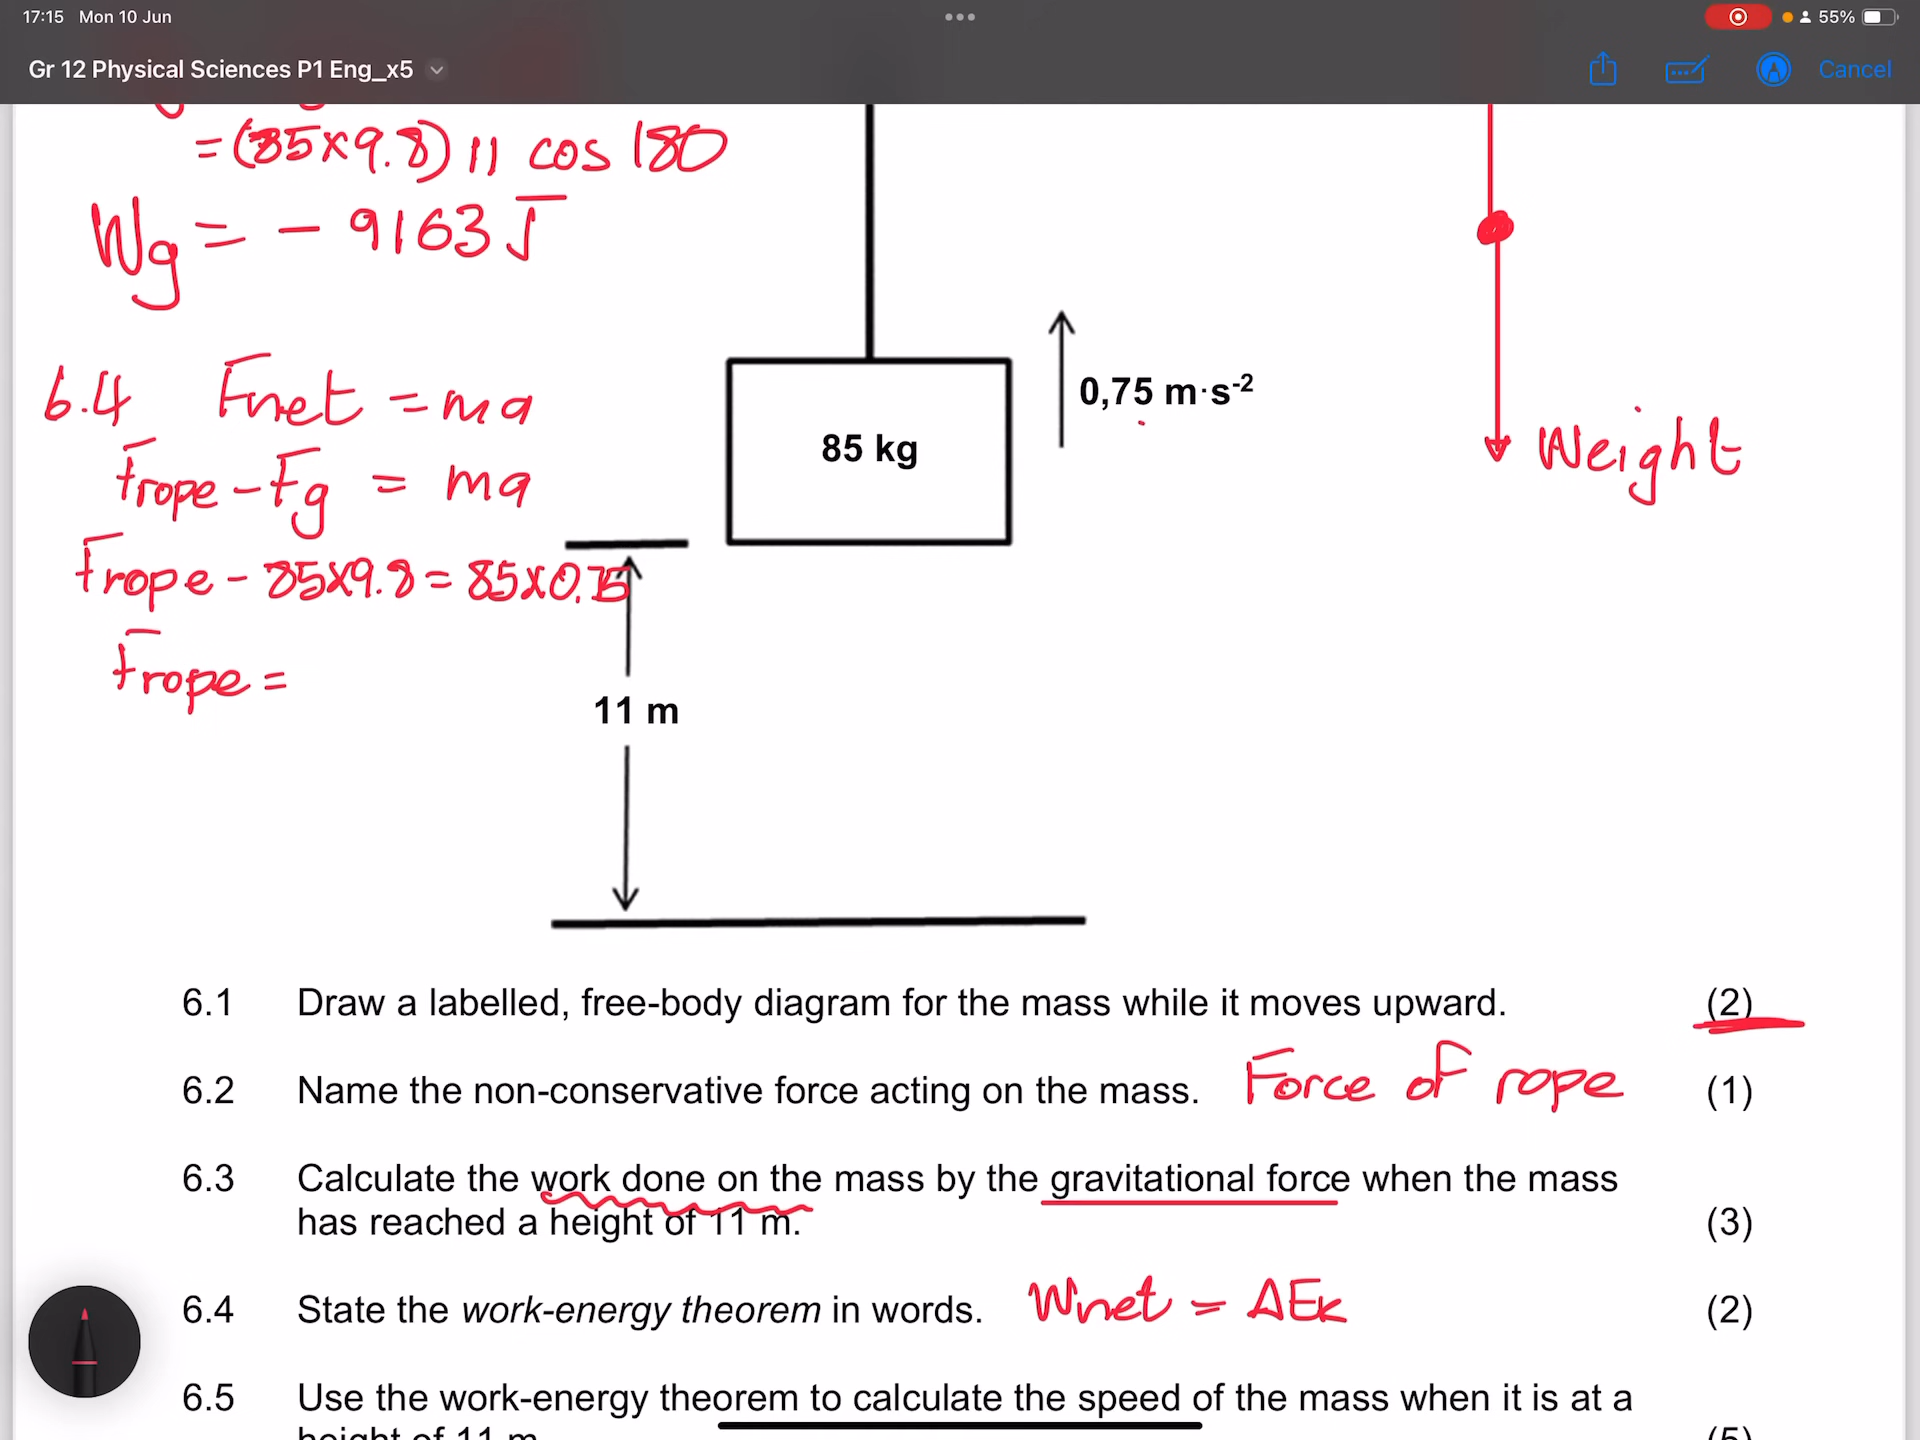 17:15 Mon 10 Jun
55%
Gr 12 Physical Sciences P1 Eng_x5
Cancel
=(85x9.8) 11 cos 180
Wg = - 9163 J
6.4 Fnet = ma
Frope - Fg = ma
Frope - 85x9.8 = 85x0.75
Frope =
0,75 m·s-2
85 kg
Weight
11 m
6.1 Draw a labelled, free-body diagram for the mass while it moves upward. (2)
6.2 Name the non-conservative force acting on the mass. Force of rope (1)
6.3 Calculate the work done on the mass by the gravitational force when the mass
has reached a height of 11 m. (3)
6.4 State the work-energy theorem in words. Wnet = ΔEk (2)
6.5 Use the work-energy theorem to calculate the speed of the mass when it is at a
height of 11 m (5)